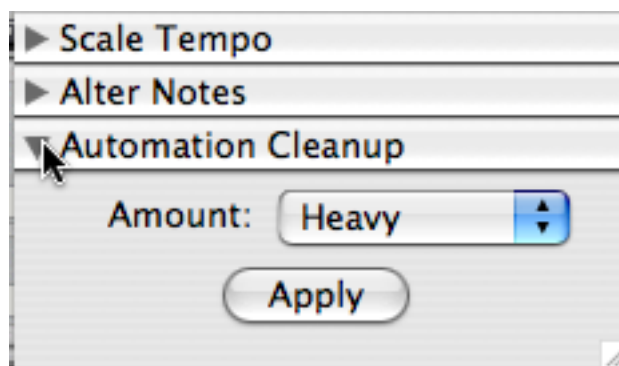 Scale Tempo
Alter Notes
Automation Cleanup
Amount: Heavy
Apply